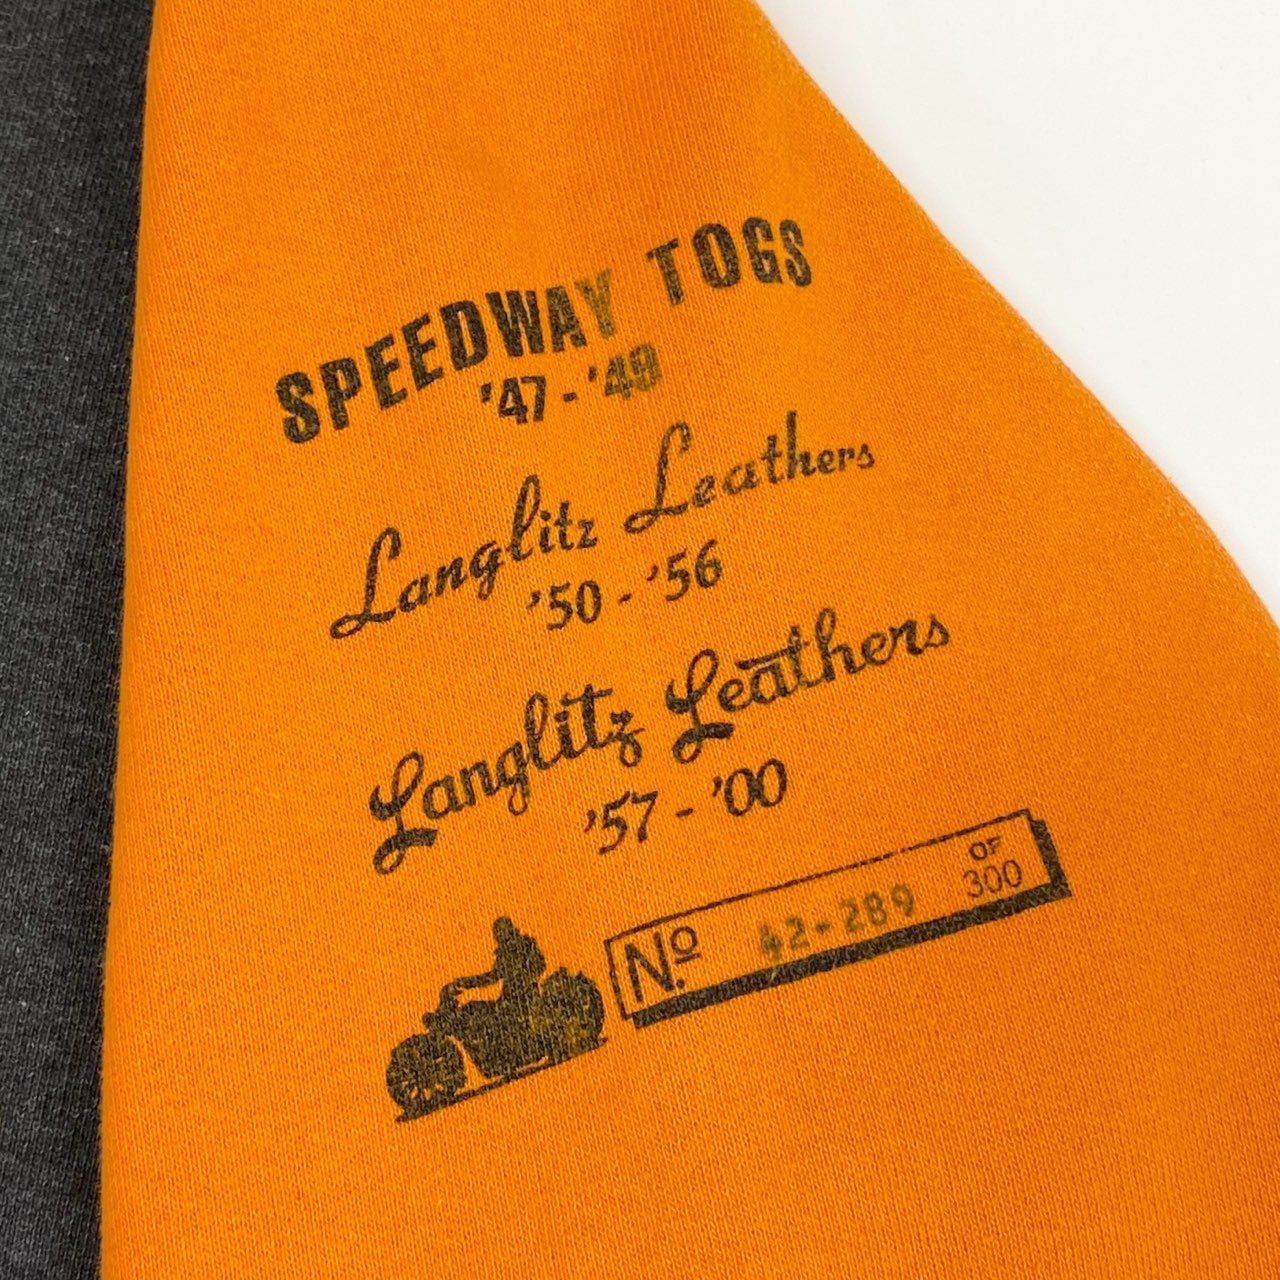 SPEEDWAY TOGS
'47-'49
Langlitz Leathers
'50-'56
Langlitz Leathers
'57-'00
Nº 42-289 OF 300